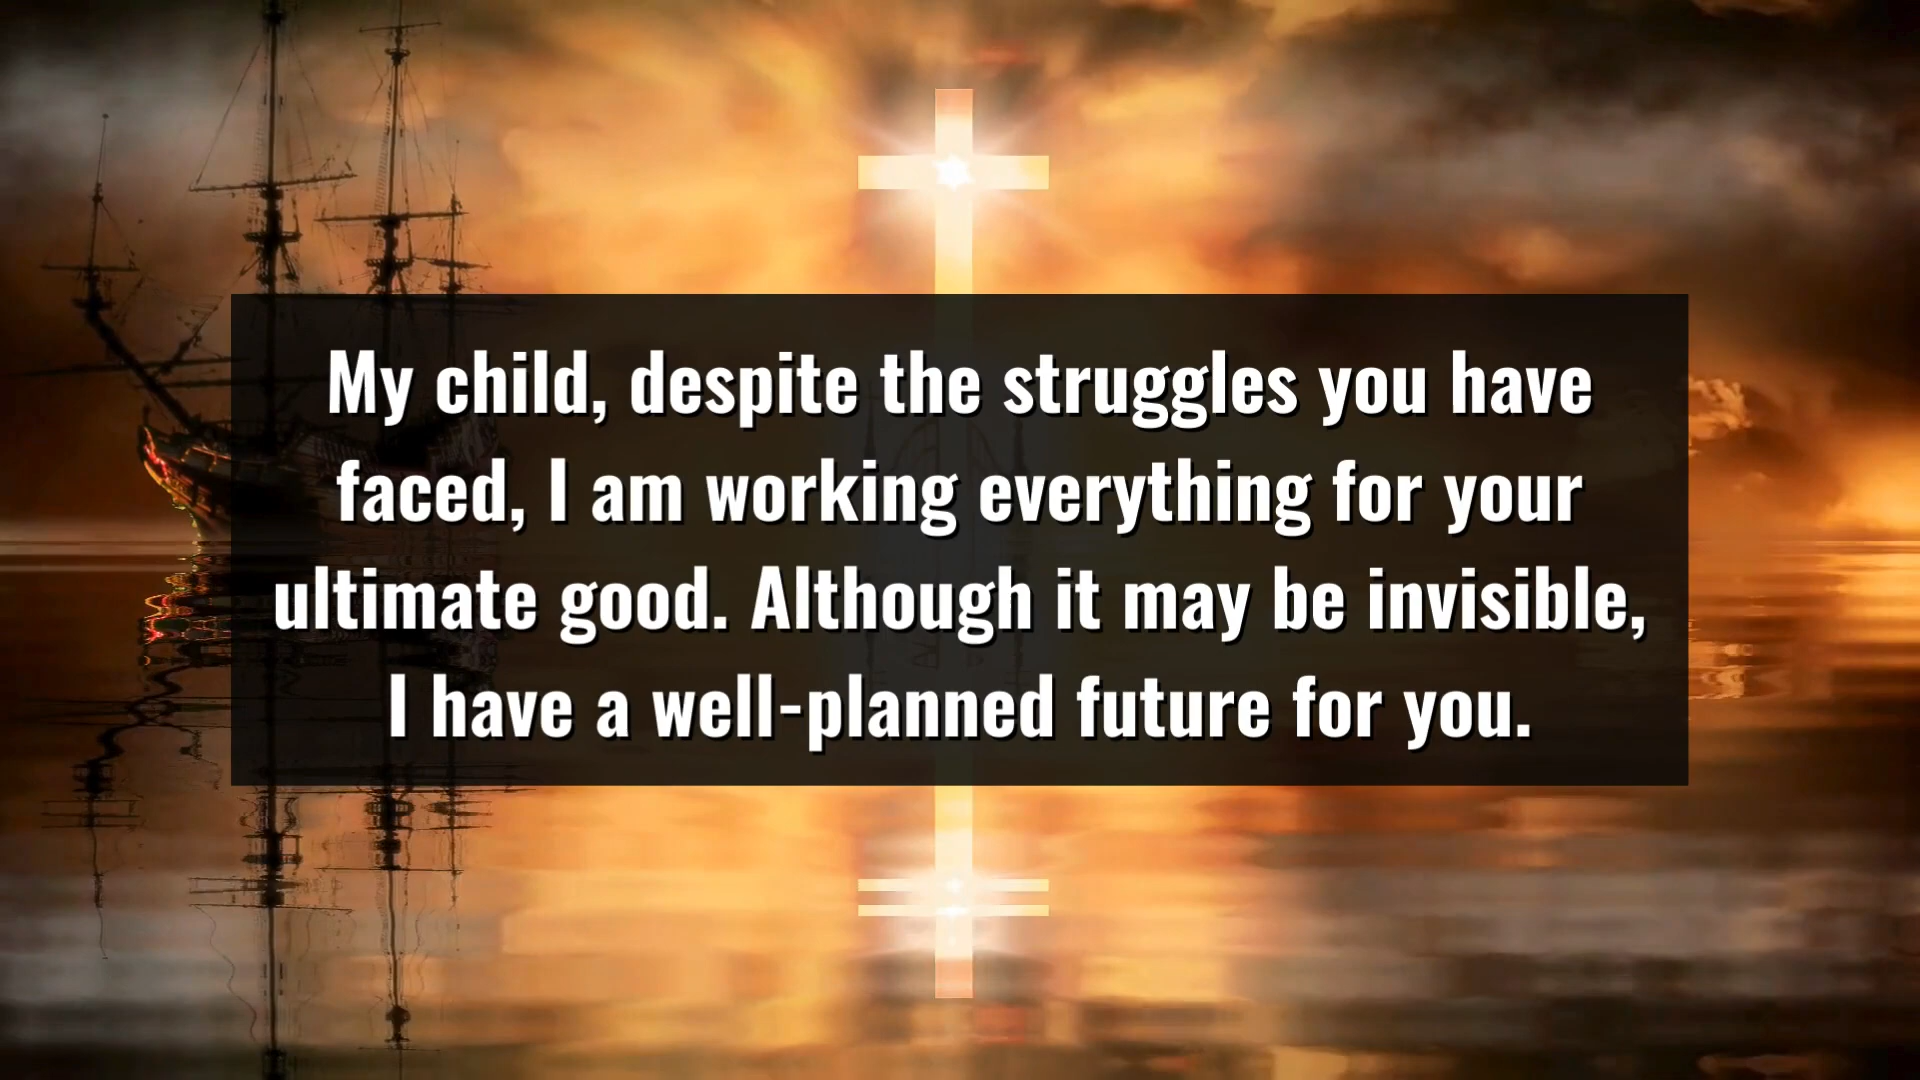 My child, despite the struggles you have
faced, I am working everything for your
ultimate good. Although it may be invisible,
I have a well-planned future for you.